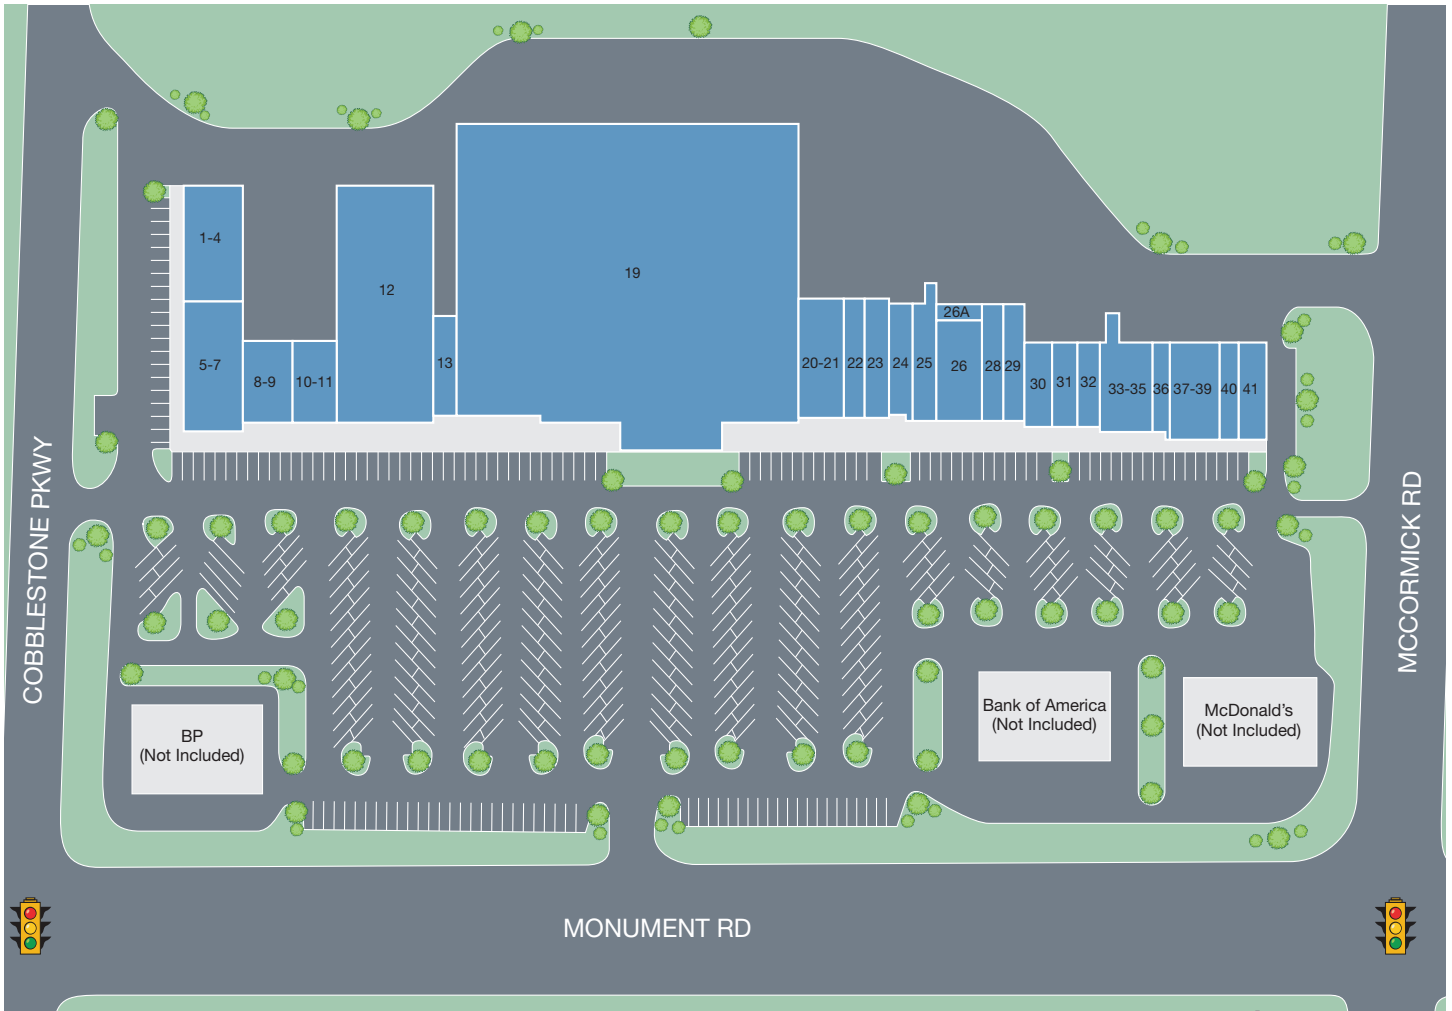 1-4
5-7
8-9
10-11
12
13
19
20-21
22
23
24
25
26A
26
28
29
30
31
32
33-35
36
37-39
40
41
COBBLESTONE PKWY
MCCORMICK RD
BP
(Not Included)
Bank of America
(Not Included)
McDonald's
(Not Included)
MONUMENT RD